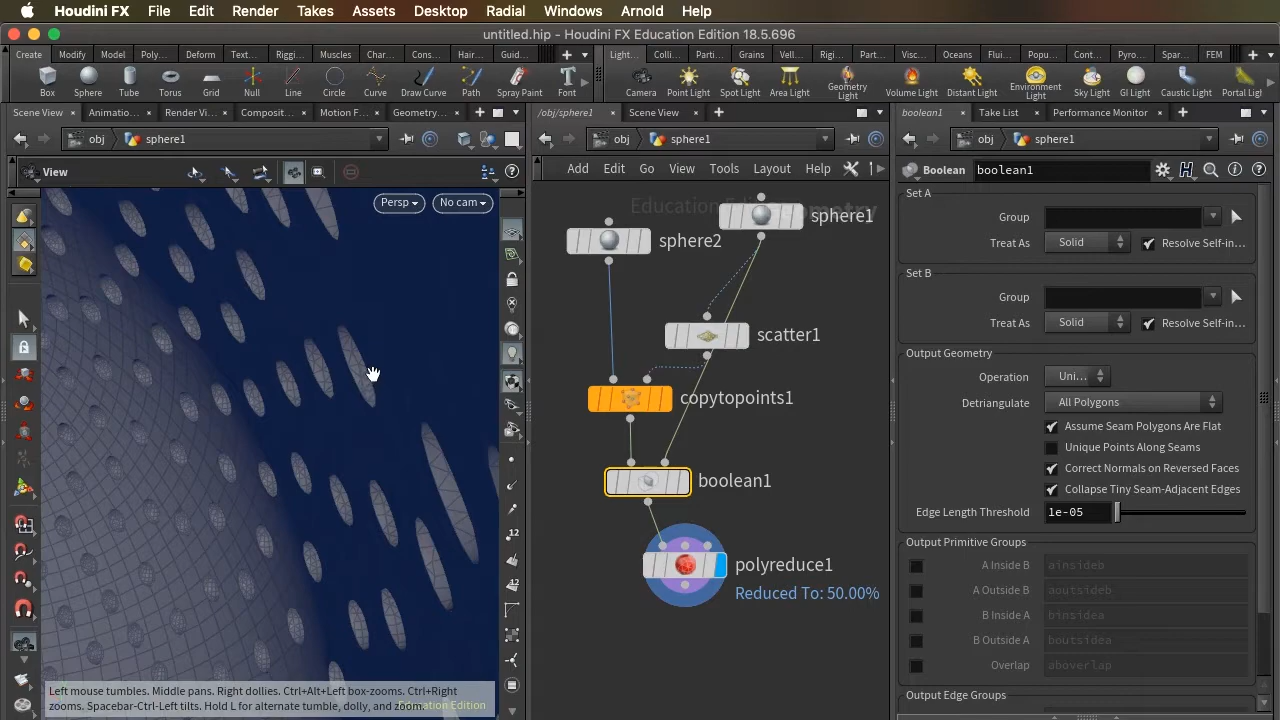 Houdini FX File Edit Render Takes Assets Desktop Radial Windows Arnold Help
untitled.hip - Houdini FX Education Edition 18.5.696
Create Modify Model Poly... Deform Text... Riggi... Muscles Char... Cons... Hair... Guid... Light... Colli... Parti... Grains Vell... Rigi... Part... Visc... Oceans Flui... Popu... Cont... Pyro... Spar... FEM
Box Sphere Tube Torus Grid Null Line Circle Curve Draw Curve Path Spray Paint Font Camera Point Light Spot Light Area Light Geometry Light Volume Light Distant Light Environment Light Sky Light GI Light Caustic Light Portal Lig
Scene View Animatio... Render Vi... Composit... Motion F... Geometry... /obj/sphere1 Scene View boolean1 Take List Performance Monitor
obj sphere1 obj sphere1 obj sphere1
View
Add Edit Go View Tools Layout Help
Boolean boolean1
Persp No cam
Education Edition
sphere1
sphere2
scatter1
copytopoints1
boolean1
polyreduce1
Reduced To: 50.00%
12
12
Left mouse tumbles. Middle pans. Right dollies. Ctrl+Alt+Left box-zooms. Ctrl+Right
zooms. Spacebar-Ctrl-Left tilts. Hold L for alternate tumble, dolly, and zoom.
Education Edition
Set A
Group
Treat As Solid Resolve Self-in...
Set B
Group
Treat As Solid Resolve Self-in...
Output Geometry
Operation Uni...
Detriangulate All Polygons
Assume Seam Polygons Are Flat
Unique Points Along Seams
Correct Normals on Reversed Faces
Collapse Tiny Seam-Adjacent Edges
Edge Length Threshold 1e-05
Output Primitive Groups
A Inside B ainsideb
A Outside B aoutsideb
B Inside A binsidea
B Outside A boutsidea
Overlap aboverlap
Output Edge Groups